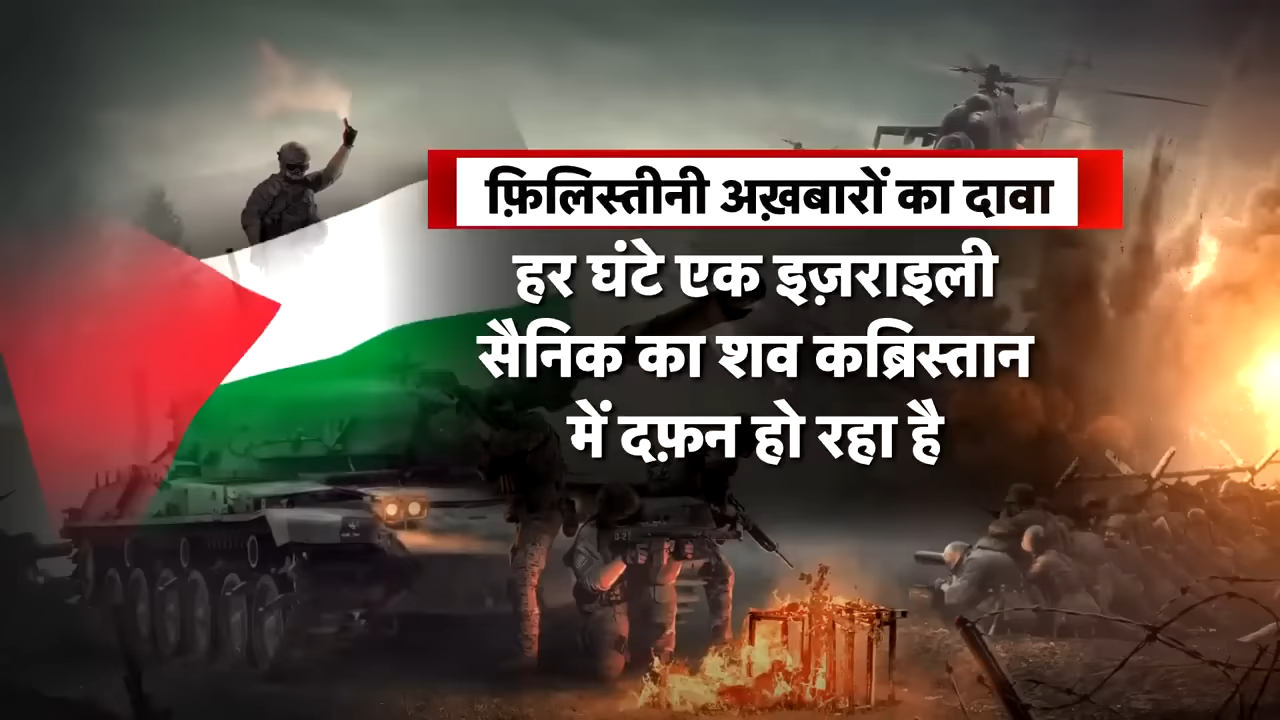 फ़िलिस्तीनी अख़बारों का दावा
हर घंटे एक इज़राइली
सैनिक का शव कब्रिस्तान
में दफ़न हो रहा है